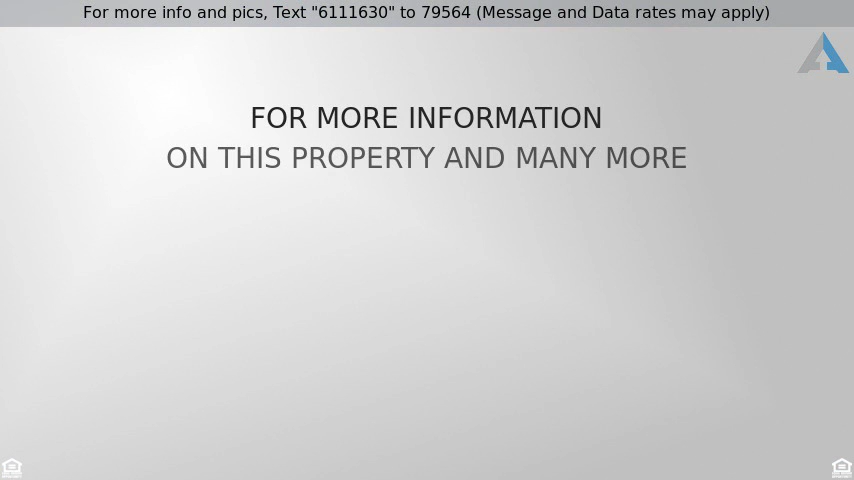 For more info and pics, Text "6111630" to 79564 (Message and Data rates may apply)
FOR MORE INFORMATION
ON THIS PROPERTY AND MANY MORE